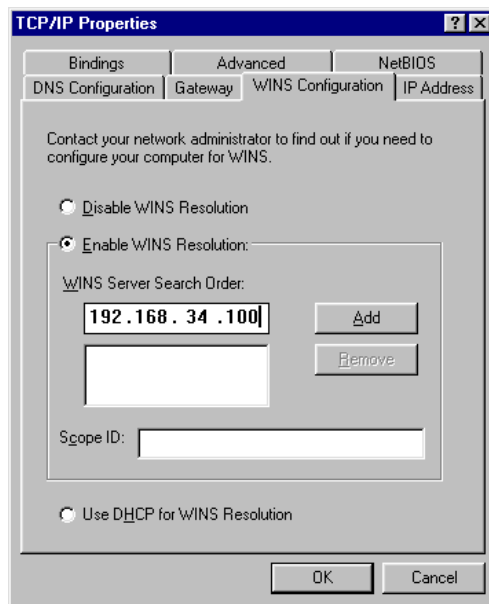 TCP/IP Properties
Bindings Advanced NetBIOS
DNS Configuration Gateway WINS Configuration IP Address
Contact your network administrator to find out if you need to
configure your computer for WINS.
Disable WINS Resolution
Enable WINS Resolution:
WINS Server Search Order:
192.168. 34 .100
Add
Remove
Scope ID:
Use DHCP for WINS Resolution
OK Cancel